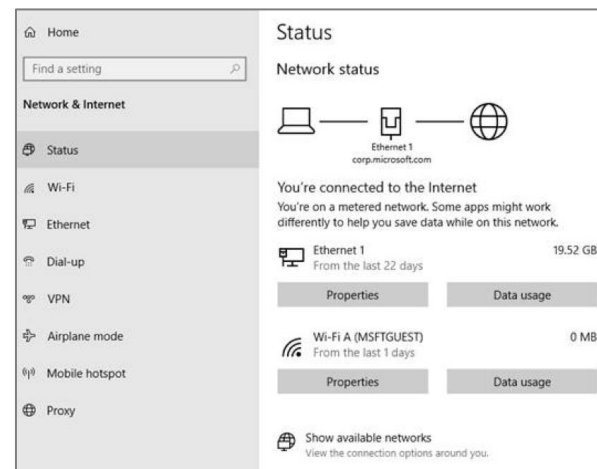 Home
Find a setting
Network & Internet
Status
Wi-Fi
Ethernet
Dial-up
VPN
Airplane mode
Mobile hotspot
Proxy
Status
Network status
Ethernet 1
corp.microsoft.com
You're connected to the Internet
You're on a metered network. Some apps might work
differently to help you save data while on this network.
Ethernet 1 19.52 GB
From the last 22 days
Properties Data usage
Wi-Fi A (MSFTGUEST) 0 MB
From the last 1 days
Properties Data usage
Show available networks
View the connection options around you.